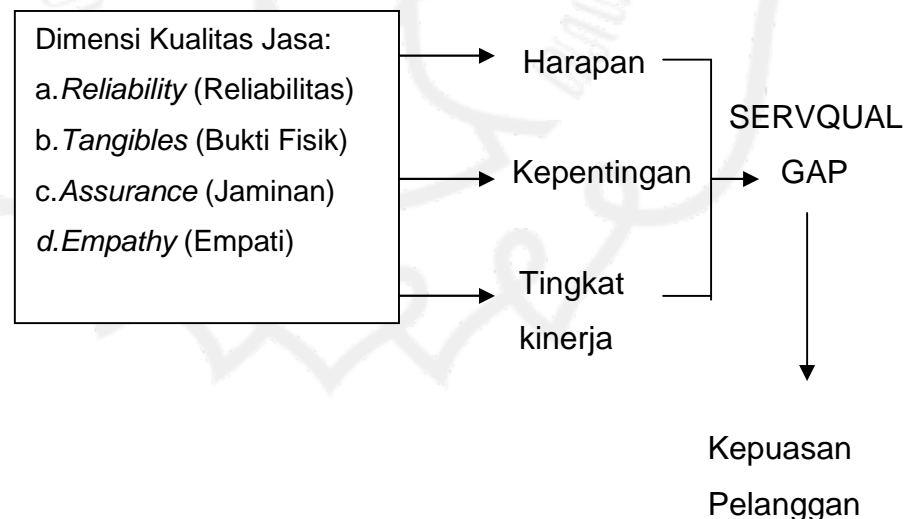 Dimensi Kualitas Jasa:
a.Reliability (Reliabilitas)
b.Tangibles (Bukti Fisik)
c.Assurance (Jaminan)
d.Empathy (Empati)
Harapan
Kepentingan
Tingkat
kinerja
SERVQUAL
GAP
Kepuasan
Pelanggan